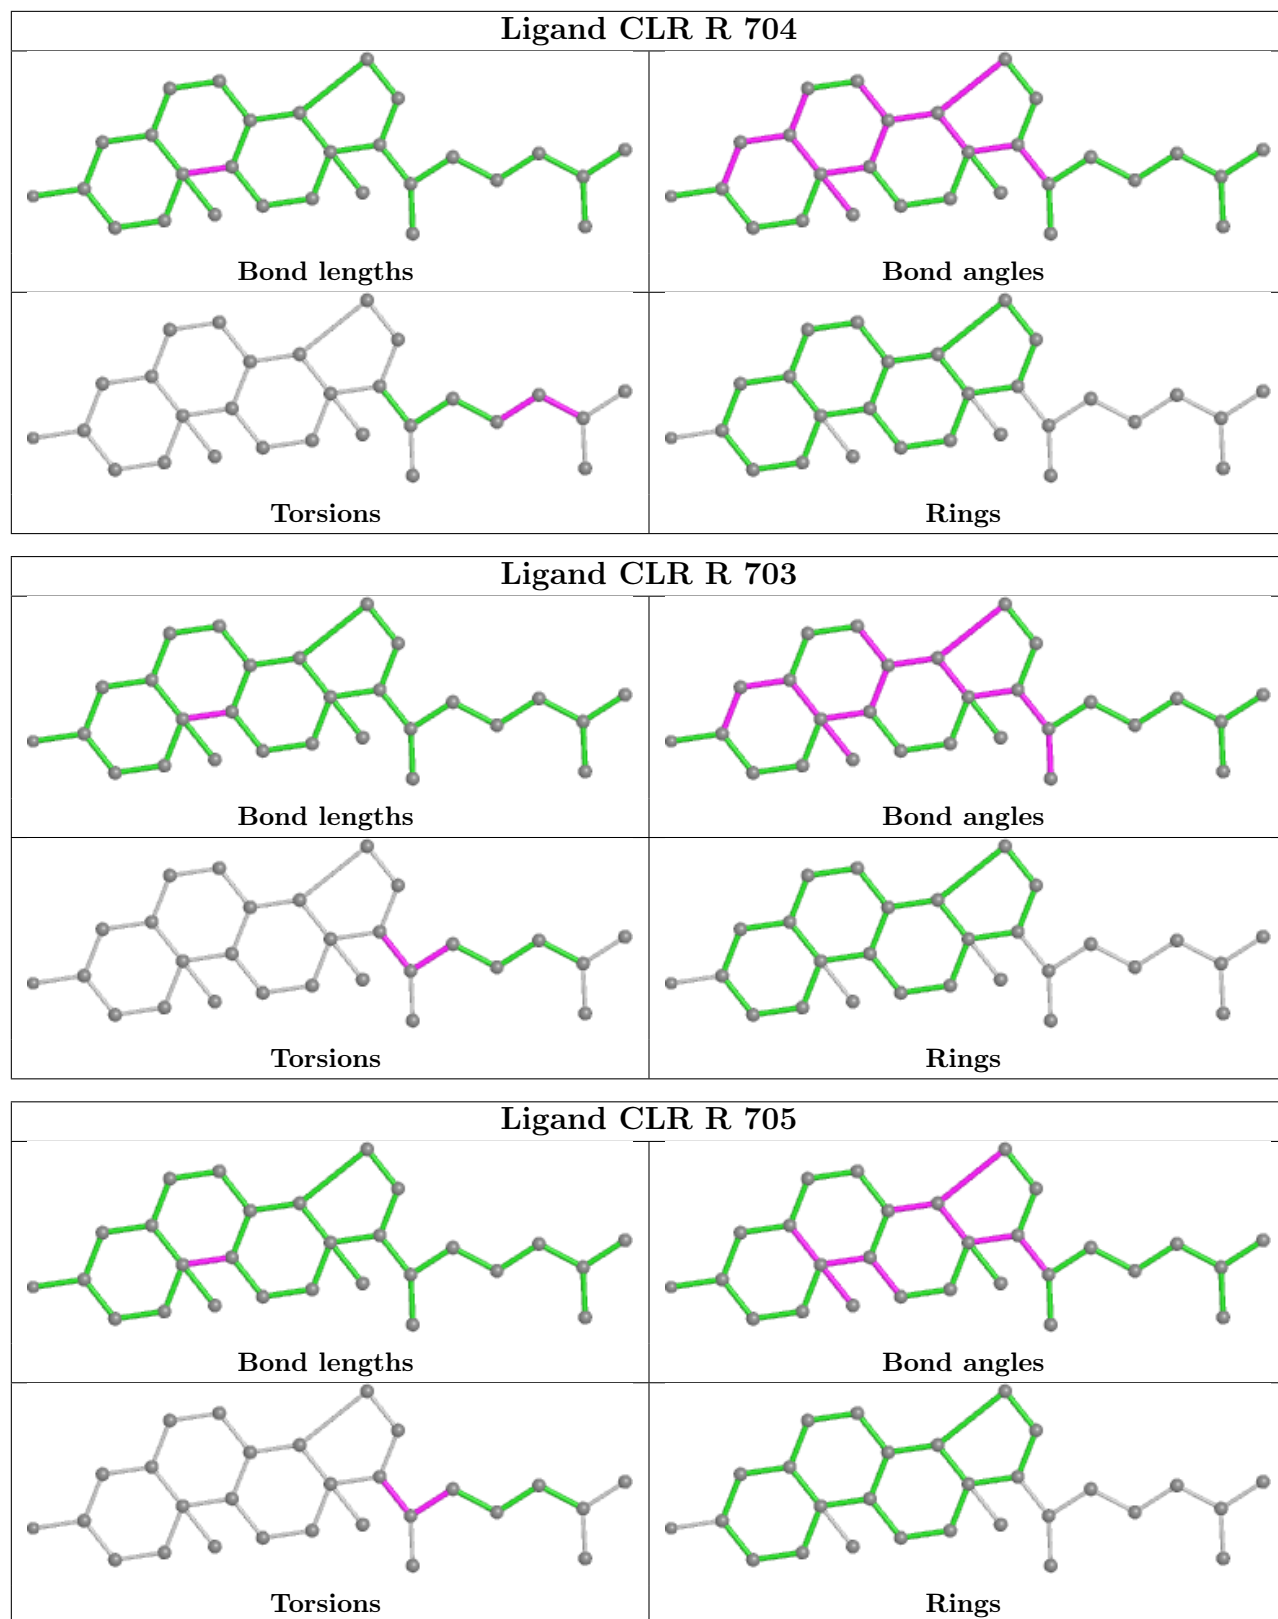 Ligand CLR R 704
Bond lengths
Bond angles
Torsions
Rings
Ligand CLR R 703
Bond lengths
Bond angles
Torsions
Rings
Ligand CLR R 705
Bond lengths
Bond angles
Torsions
Rings